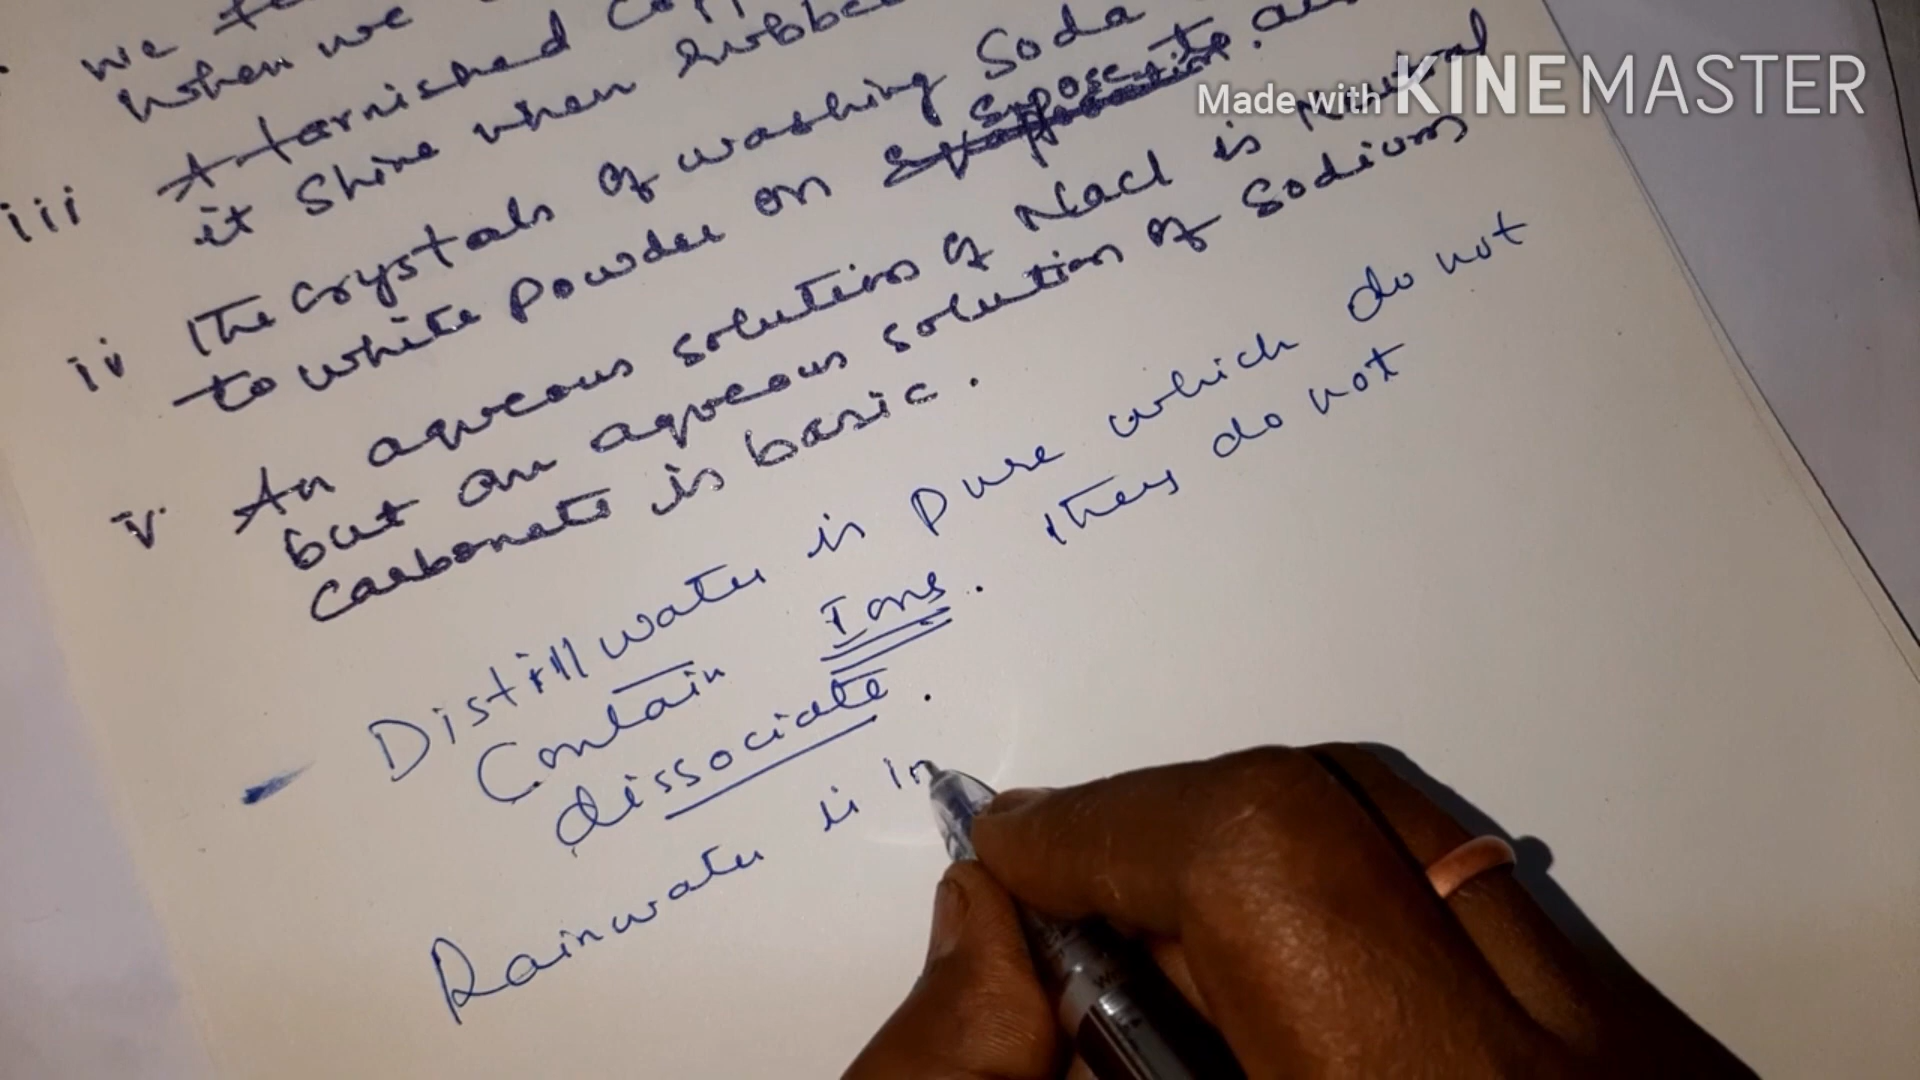 we
when we
iii A tarnished
it Shine when rubbed
iv The crystals of washing Soda
to white powder on expose to
v. An aqueous solution of Nacl is Neutral
but an aqueous solution of Sodium
carbonate is basic.
- Distill water is pure which do not
Contain Ions. They do not
dissociate.
Rainwater is in
Made with KINEMASTER